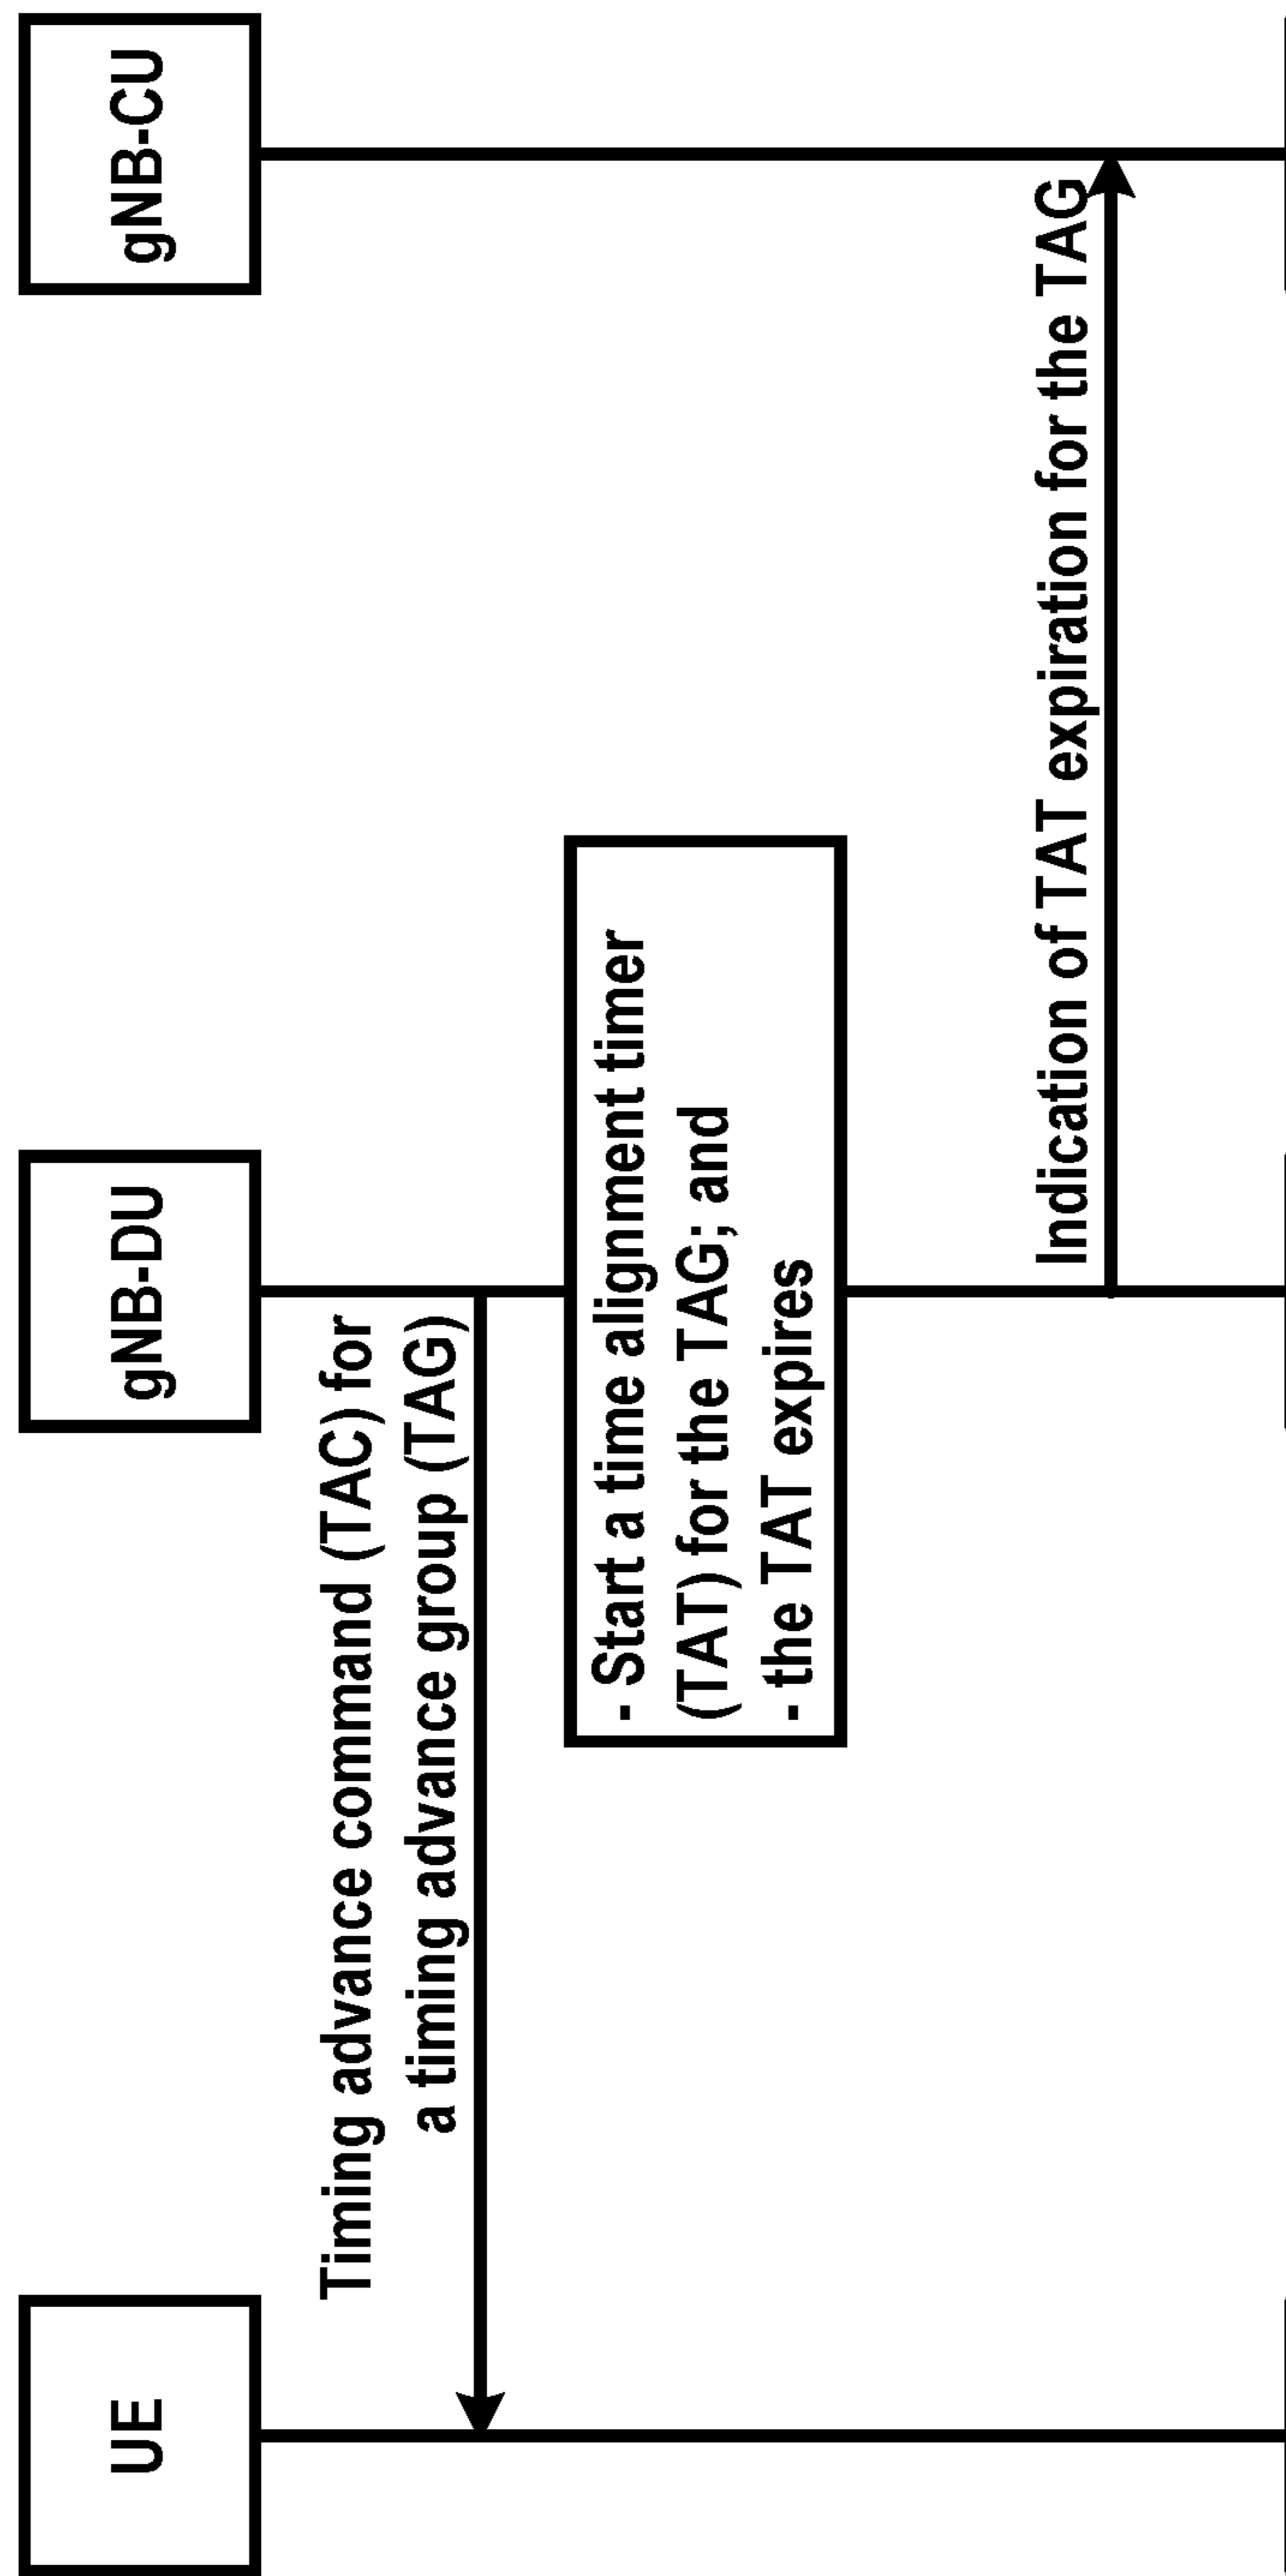 UE
gNB-DU
gNB-CU
Timing advance command (TAC) for
a timing advance group (TAG)
- Start a time alignment timer
(TAT) for the TAG; and
- the TAT expires
Indication of TAT expiration for the TAG